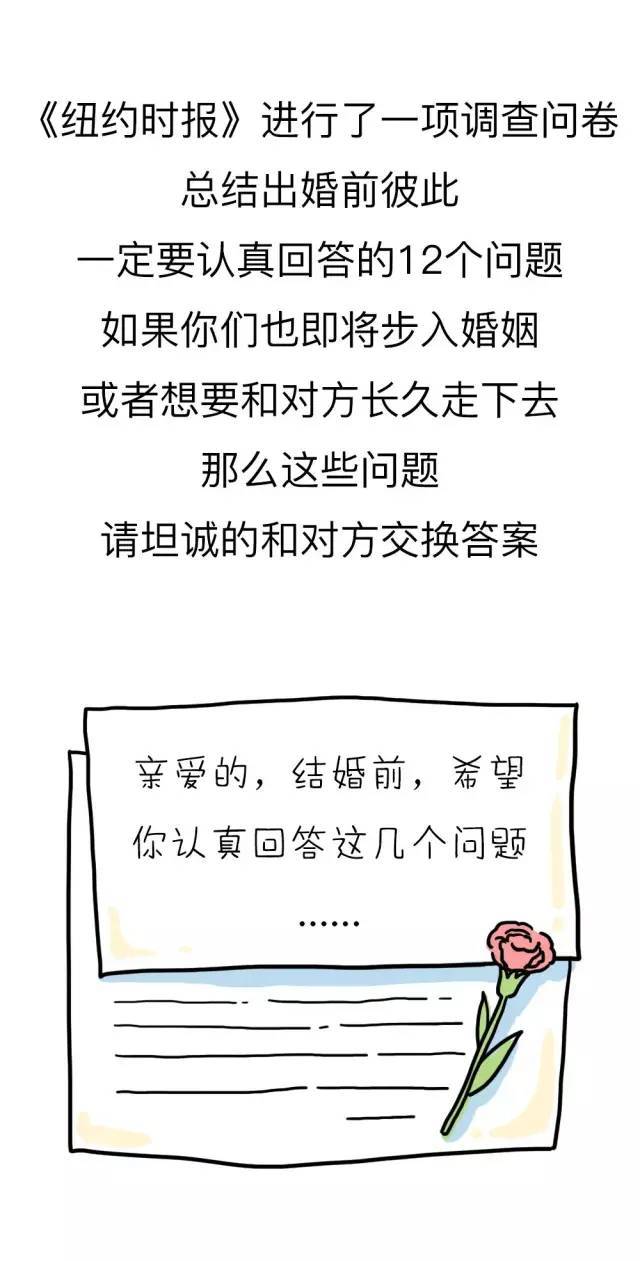 《纽约时报》进行了一项调查问卷
总结出婚前彼此
一定要认真回答的12个问题
如果你们也即将步入婚姻
或者想要和对方长久走下去
那么这些问题
请坦诚的和对方交换答案
亲爱的，结婚前，希望
你认真回答这几个问题
......